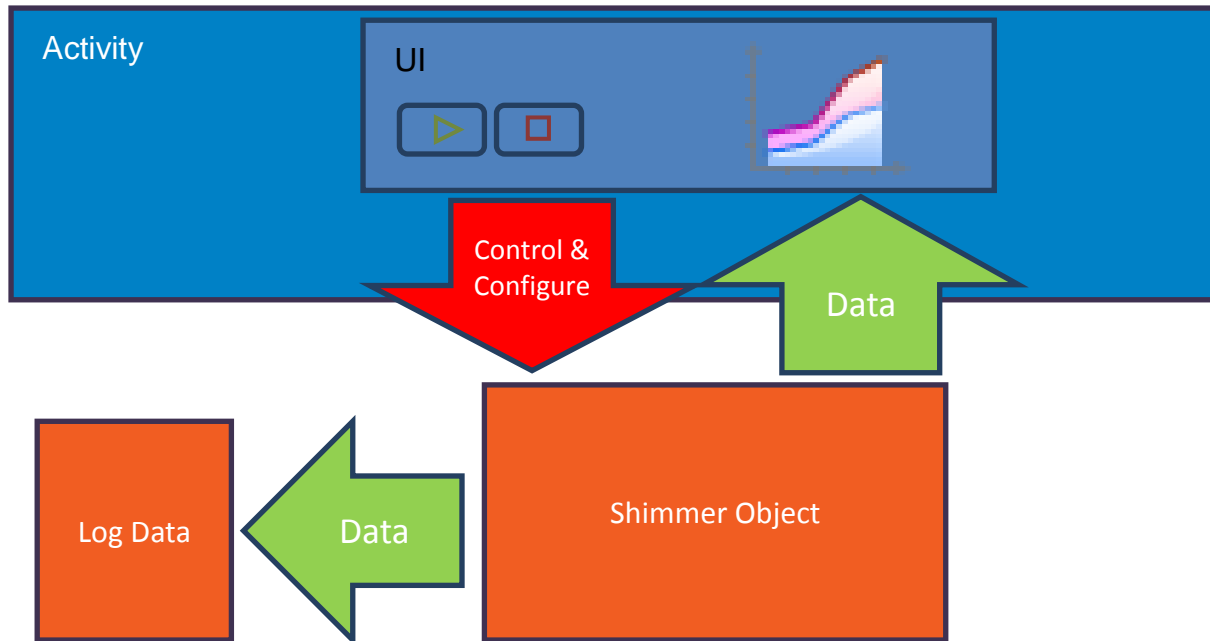 Activity
UI
Control &
Configure
Data
Log Data
Data
Shimmer Object